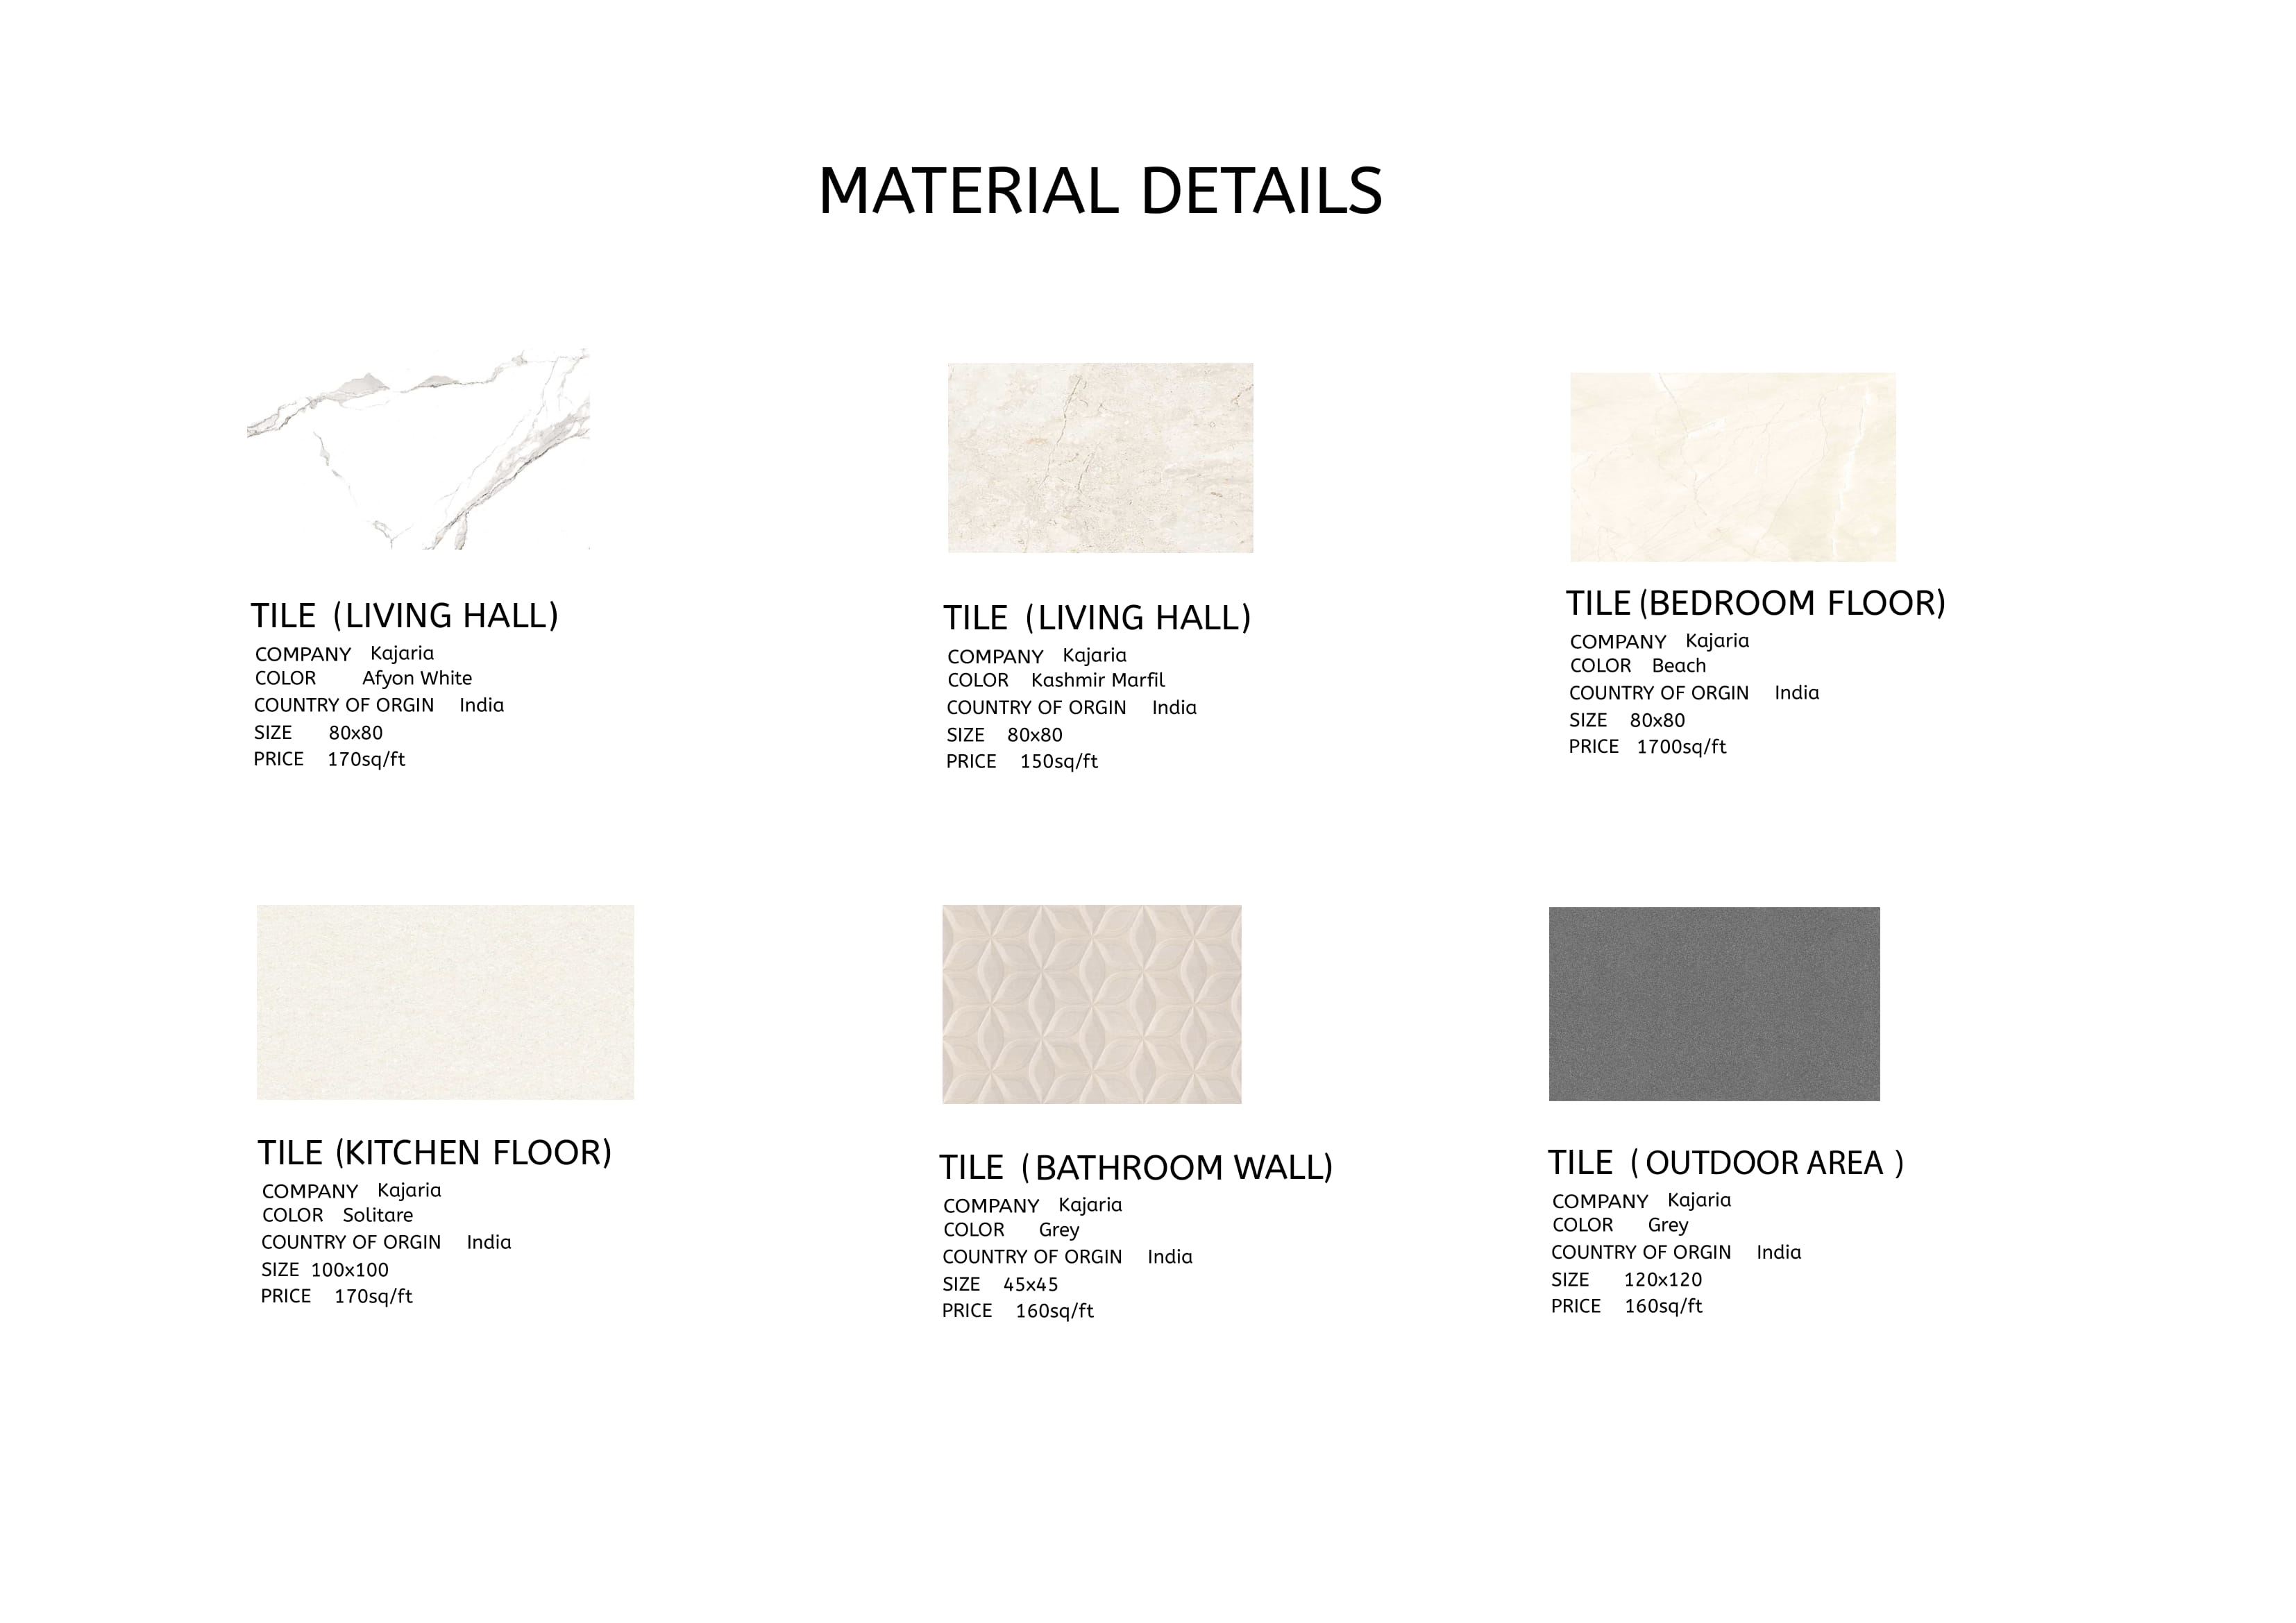 MATERIAL DETAILS
TILE (LIVING HALL)
COMPANY Kajaria
COLOR Afyon White
COUNTRY OF ORGIN India
SIZE 80x80
PRICE 170sq/ft
TILE (LIVING HALL)
COMPANY Kajaria
COLOR Kashmir Marfil
COUNTRY OF ORGIN India
SIZE 80x80
PRICE 150sq/ft
TILE (BEDROOM FLOOR)
COMPANY Kajaria
COLOR Beach
COUNTRY OF ORGIN India
SIZE 80x80
PRICE 1700sq/ft
TILE (KITCHEN FLOOR)
COMPANY Kajaria
COLOR Solitare
COUNTRY OF ORGIN India
SIZE 100x100
PRICE 170sq/ft
TILE (BATHROOM WALL)
COMPANY Kajaria
COLOR Grey
COUNTRY OF ORGIN India
SIZE 45x45
PRICE 160sq/ft
TILE ( OUTDOOR AREA )
COMPANY Kajaria
COLOR Grey
COUNTRY OF ORGIN India
SIZE 120x120
PRICE 160sq/ft